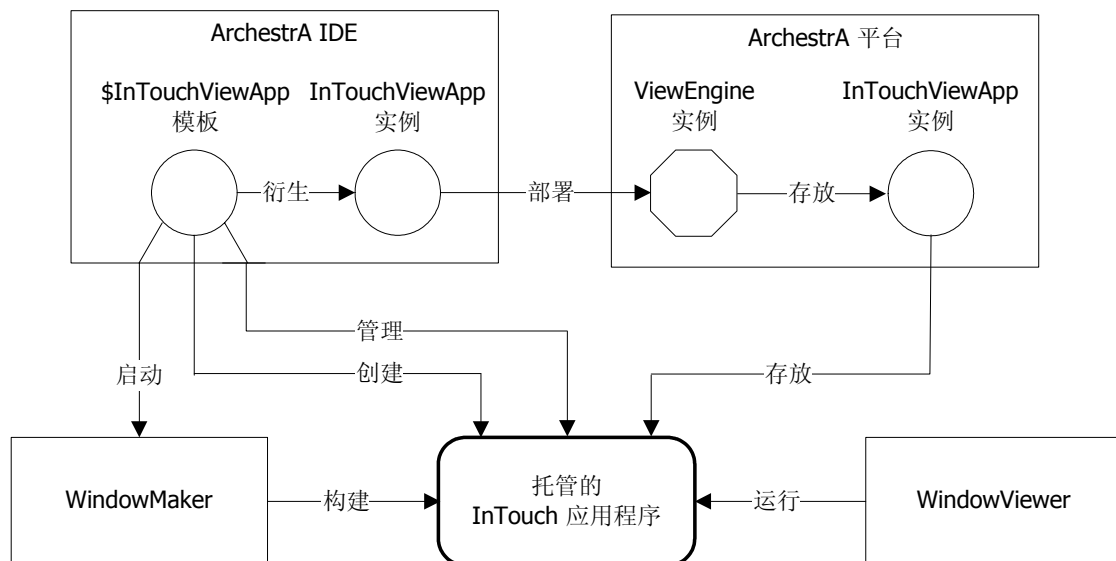 ArchestrA IDE
ArchestrA 平台
$InTouchViewApp
模板
InTouchViewApp
实例
ViewEngine
实例
InTouchViewApp
实例
衍生
部署
存放
管理
启动
创建
存放
WindowMaker
构建
托管的
InTouch 应用程序
运行
WindowViewer